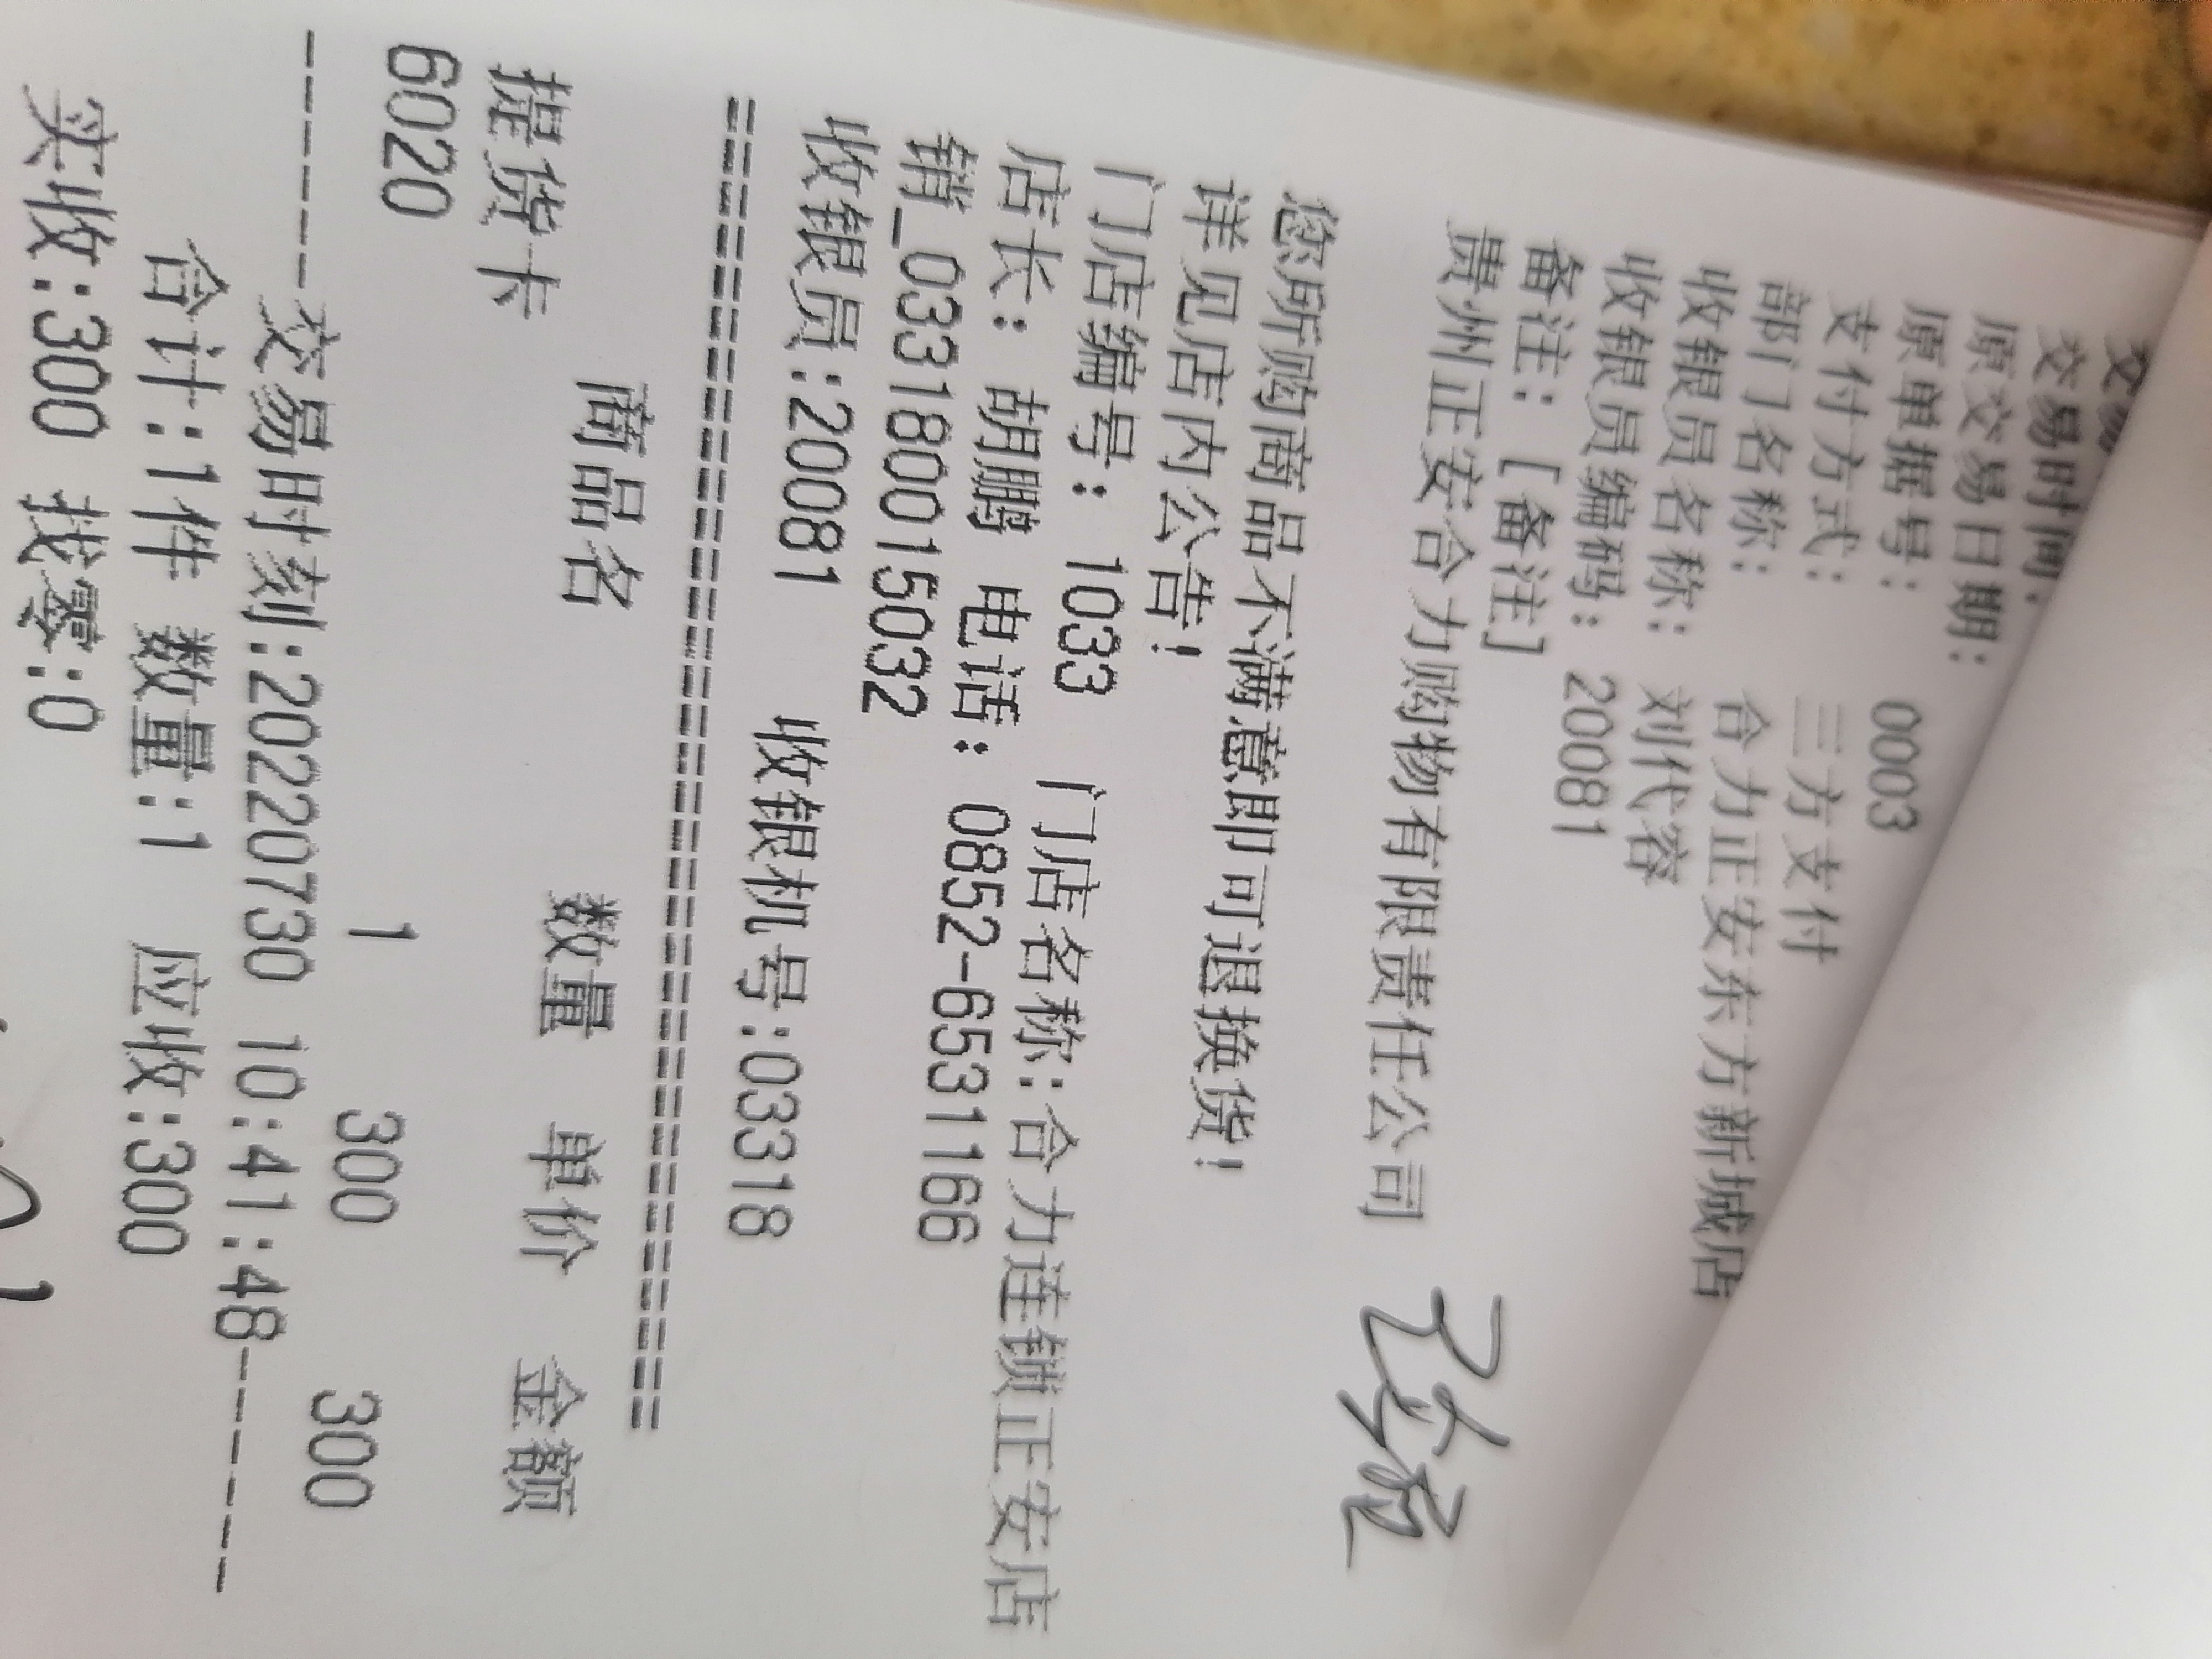 交易时间:
原交易日期:
原单据号: 0003
支付方式: 三方支付
部门名称: 合力正安东方新城店
收银员名称: 刘代容
收银员编码: 20081
备注: [备注]
贵州正安合力购物有限责任公司
您所购商品不满意即可退换货!
详见店内公告!
门店编号: 1033 门店名称:合力连锁正安店
店长: 胡鹏 电话: 0852-6531166
销_033180015032
收银员:20081 收银机号:03318
========================================
商品名 数量 单价 金额
提货卡
6020 1 300 300
------交易时刻:20220730 10:41:48------
合计:1件 数量:1 应收:300
实收:300 找零:0